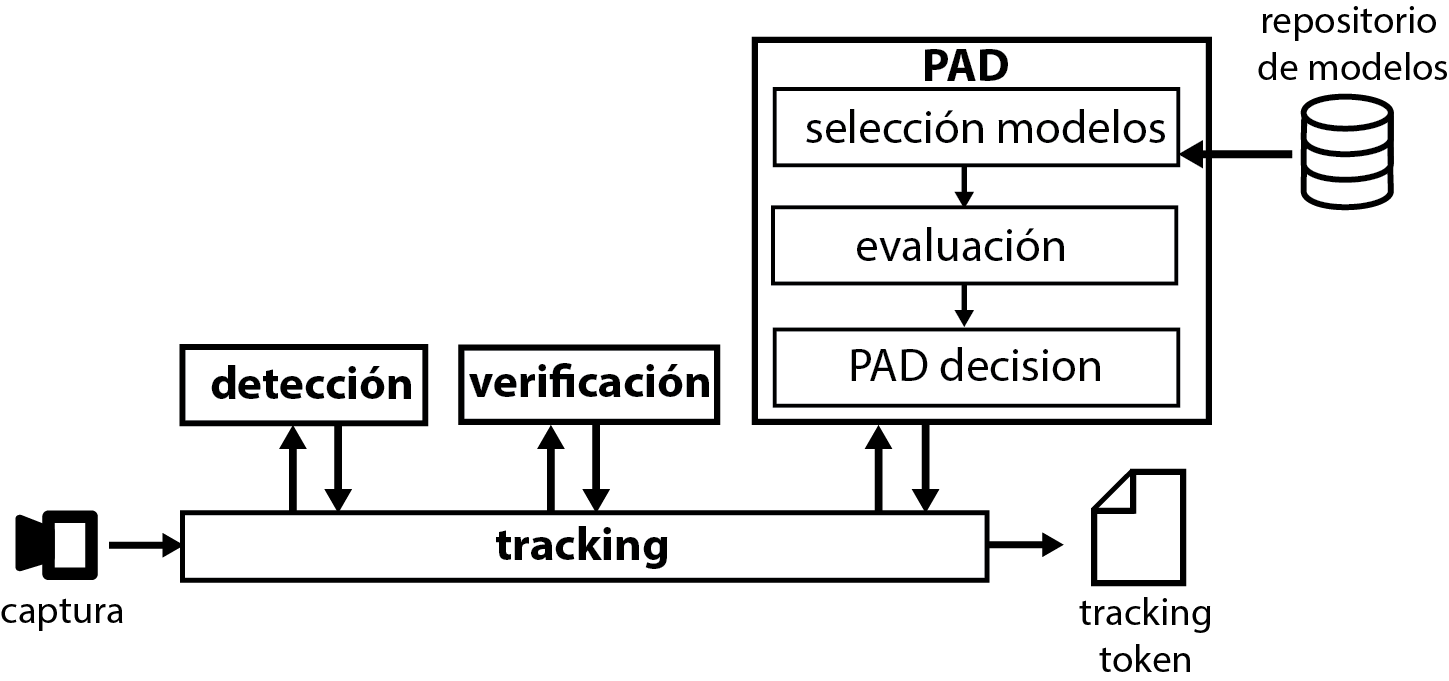 repositorio
de modelos
PAD
selección modelos
evaluación
PAD decision
detección
verificación
tracking
captura
tracking
token